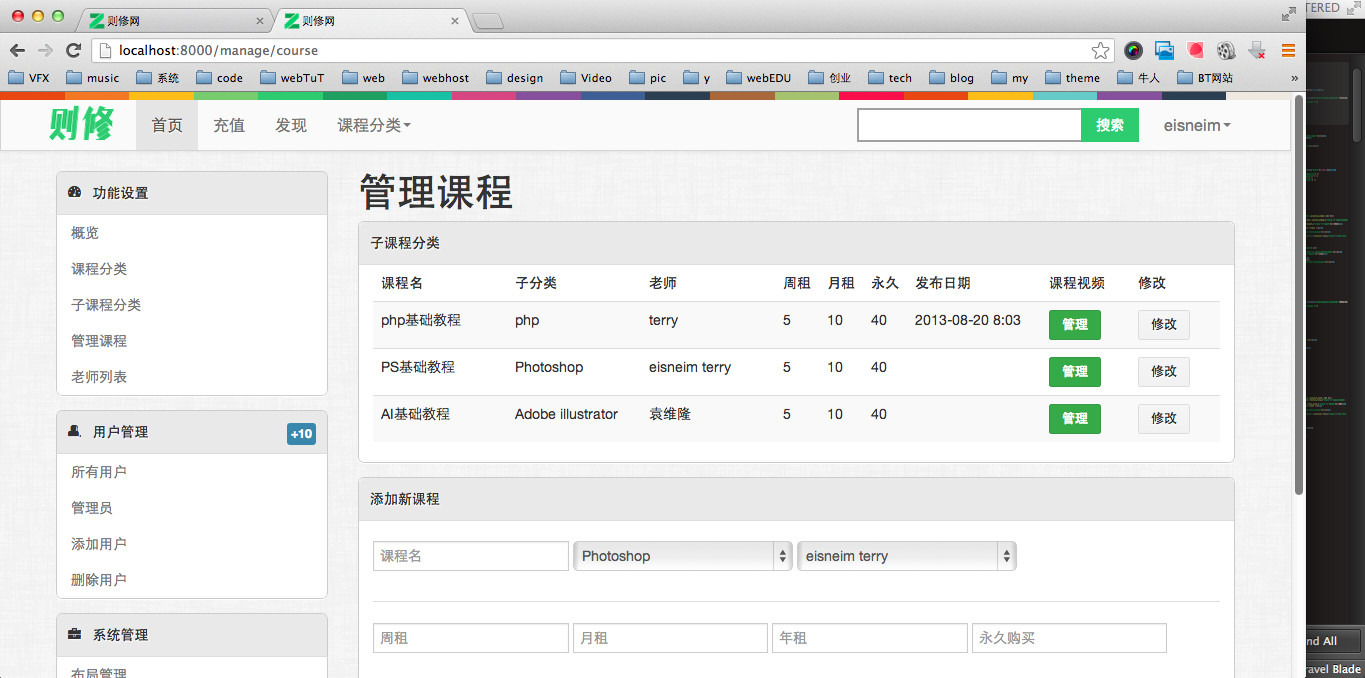 则修网
则修网
TERED
localhost:8000/manage/course
VFX music 系统 code webTuT web webhost design Video pic y webEDU 创业 tech blog my theme 牛人 BT网站 »
则修 首页 充值 发现 课程分类 搜索 eisneim
功能设置
概览
课程分类
子课程分类
管理课程
老师列表
用户管理 +10
所有用户
管理员
添加用户
删除用户
系统管理
布局管理
管理课程
子课程分类
课程名 子分类 老师 周租 月租 永久 发布日期 课程视频 修改
php基础教程 php terry 5 10 40 2013-08-20 8:03 管理 修改
PS基础教程 Photoshop eisneim terry 5 10 40 管理 修改
AI基础教程 Adobe illustrator 袁维隆 5 10 40 管理 修改
添加新课程
课程名 Photoshop eisneim terry
周租 月租 年租 永久购买
nd All
ravel Blade